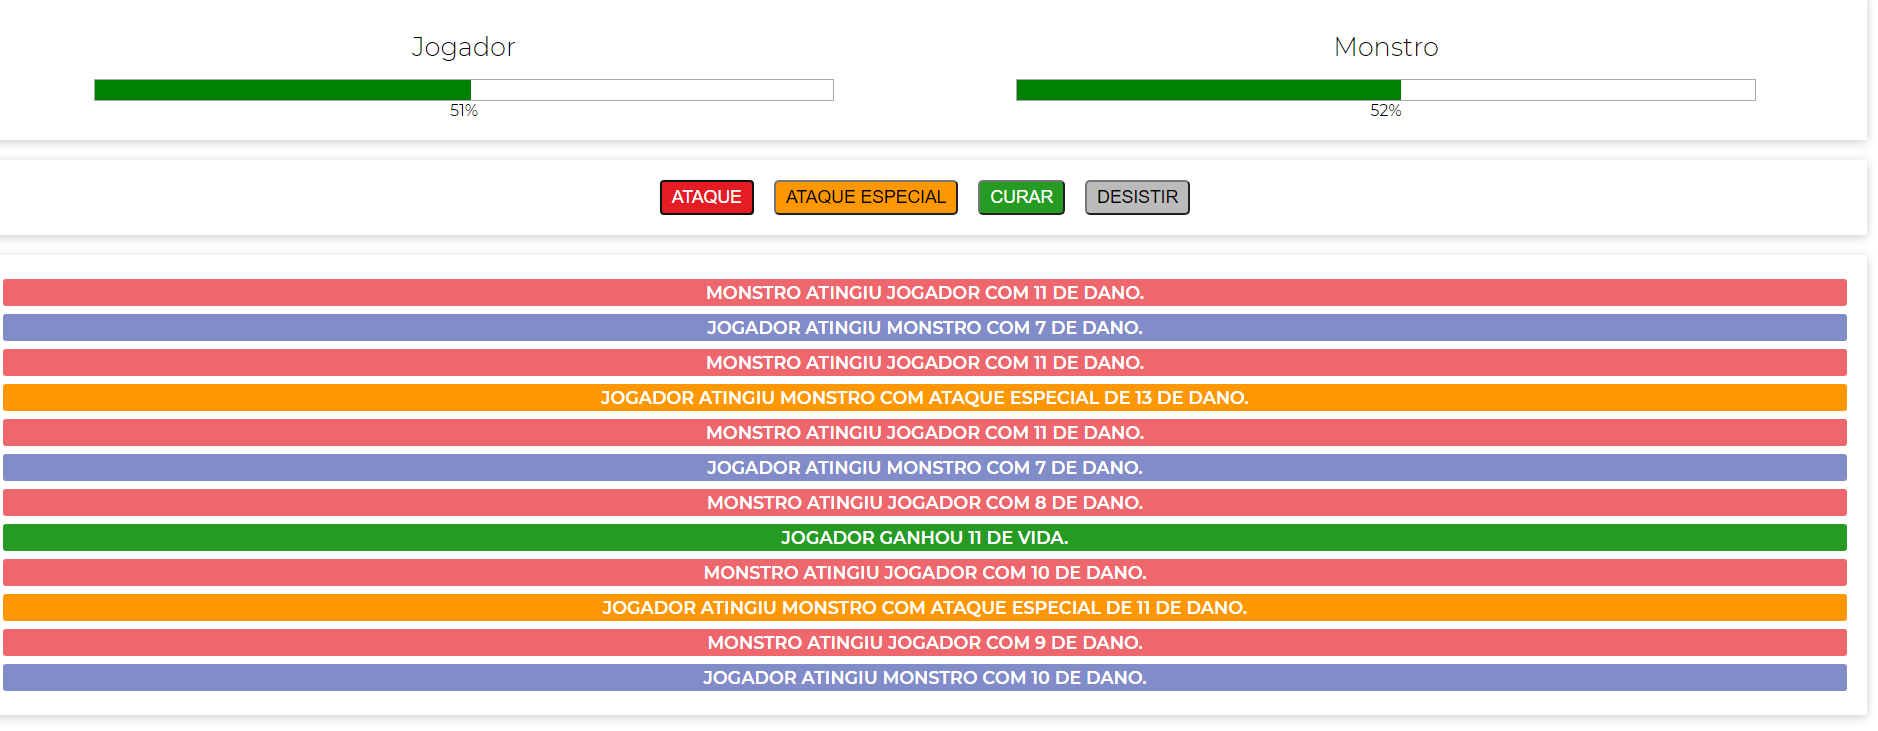 Jogador
51%
Monstro
52%
ATAQUE
ATAQUE ESPECIAL
CURAR
DESISTIR
MONSTRO ATINGIU JOGADOR COM 11 DE DANO.
JOGADOR ATINGIU MONSTRO COM 7 DE DANO.
MONSTRO ATINGIU JOGADOR COM 11 DE DANO.
JOGADOR ATINGIU MONSTRO COM ATAQUE ESPECIAL DE 13 DE DANO.
MONSTRO ATINGIU JOGADOR COM 11 DE DANO.
JOGADOR ATINGIU MONSTRO COM 7 DE DANO.
MONSTRO ATINGIU JOGADOR COM 8 DE DANO.
JOGADOR GANHOU 11 DE VIDA.
MONSTRO ATINGIU JOGADOR COM 10 DE DANO.
JOGADOR ATINGIU MONSTRO COM ATAQUE ESPECIAL DE 11 DE DANO.
MONSTRO ATINGIU JOGADOR COM 9 DE DANO.
JOGADOR ATINGIU MONSTRO COM 10 DE DANO.